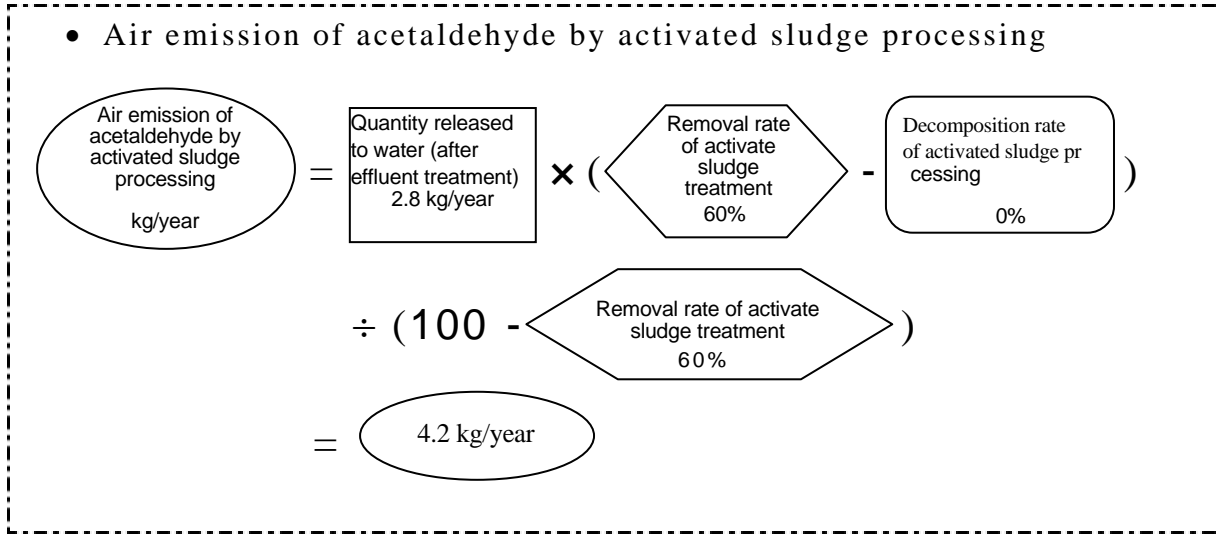 • Air emission of acetaldehyde by activated sludge processing
Air emission of
acetaldehyde by
activated sludge
processing
kg/year
=
Quantity released
to water (after
effluent treatment)
2.8 kg/year
× (
Removal rate
of activate
sludge
treatment
60%
-
Decomposition rate
of activated sludge pr
cessing
0%
)
÷ (100 -
Removal rate of activate
sludge treatment
60%
)
=
4.2 kg/year